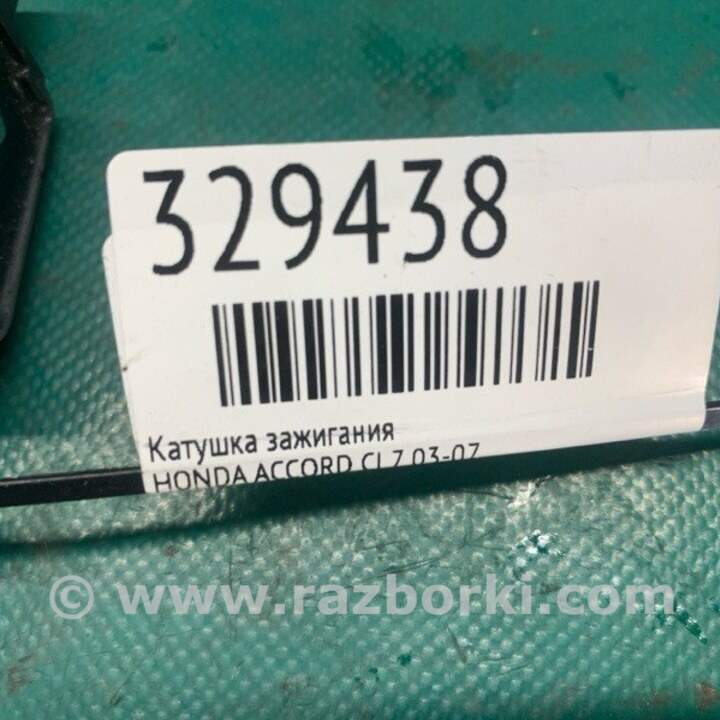 329438
Катушка зажигания
HONDA ACCORD CL7 03-07
© www.razborki.com